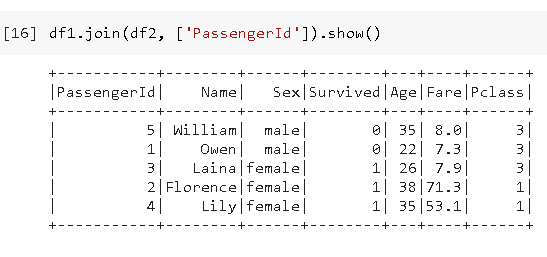 [16] df1.join(df2, ['PassengerId']).show()
+-----------+--------+------+--------+---+----+------+
|PassengerId|    Name|   Sex|Survived|Age|Fare|Pclass|
+-----------+--------+------+--------+---+----+------+
|          5| William|  male|       0| 35| 8.0|     3|
|          1|    Owen|  male|       0| 22| 7.3|     3|
|          3|   Laina|female|       1| 26| 7.9|     3|
|          2|Florence|female|       1| 38|71.3|     1|
|          4|    Lily|female|       1| 35|53.1|     1|
+-----------+--------+------+--------+---+----+------+